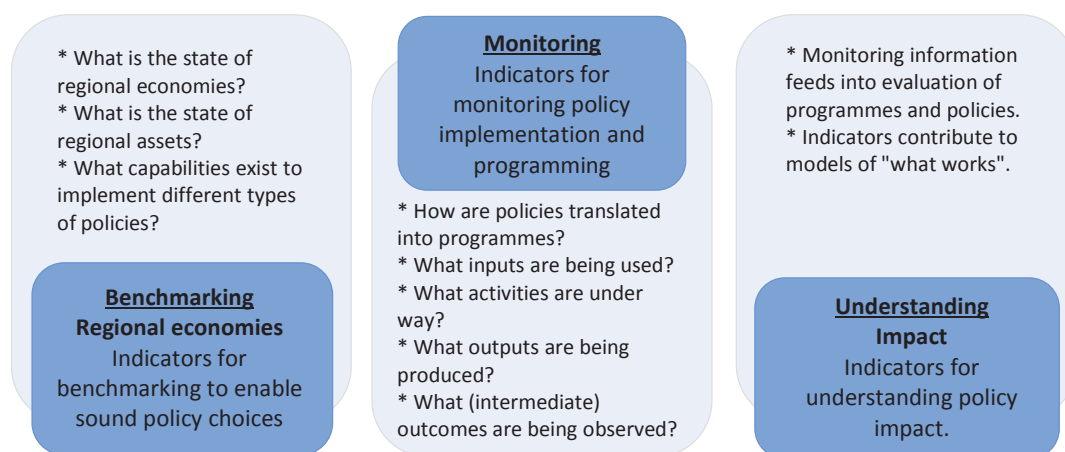 * What is the state of
regional economies?
* What is the state of
regional assets?
* What capabilities exist to
implement different types
of policies?
Benchmarking
Regional economies
Indicators for
benchmarking to enable
sound policy choices
Monitoring
Indicators for
monitoring policy
implementation and
programming
* How are policies translated
into programmes?
* What inputs are being used?
* What activities are under
way?
* What outputs are being
produced?
* What (intermediate)
outcomes are being observed?
* Monitoring information
feeds into evaluation of
programmes and policies.
* Indicators contribute to
models of "what works".
Understanding
Impact
Indicators for
understanding policy
impact.